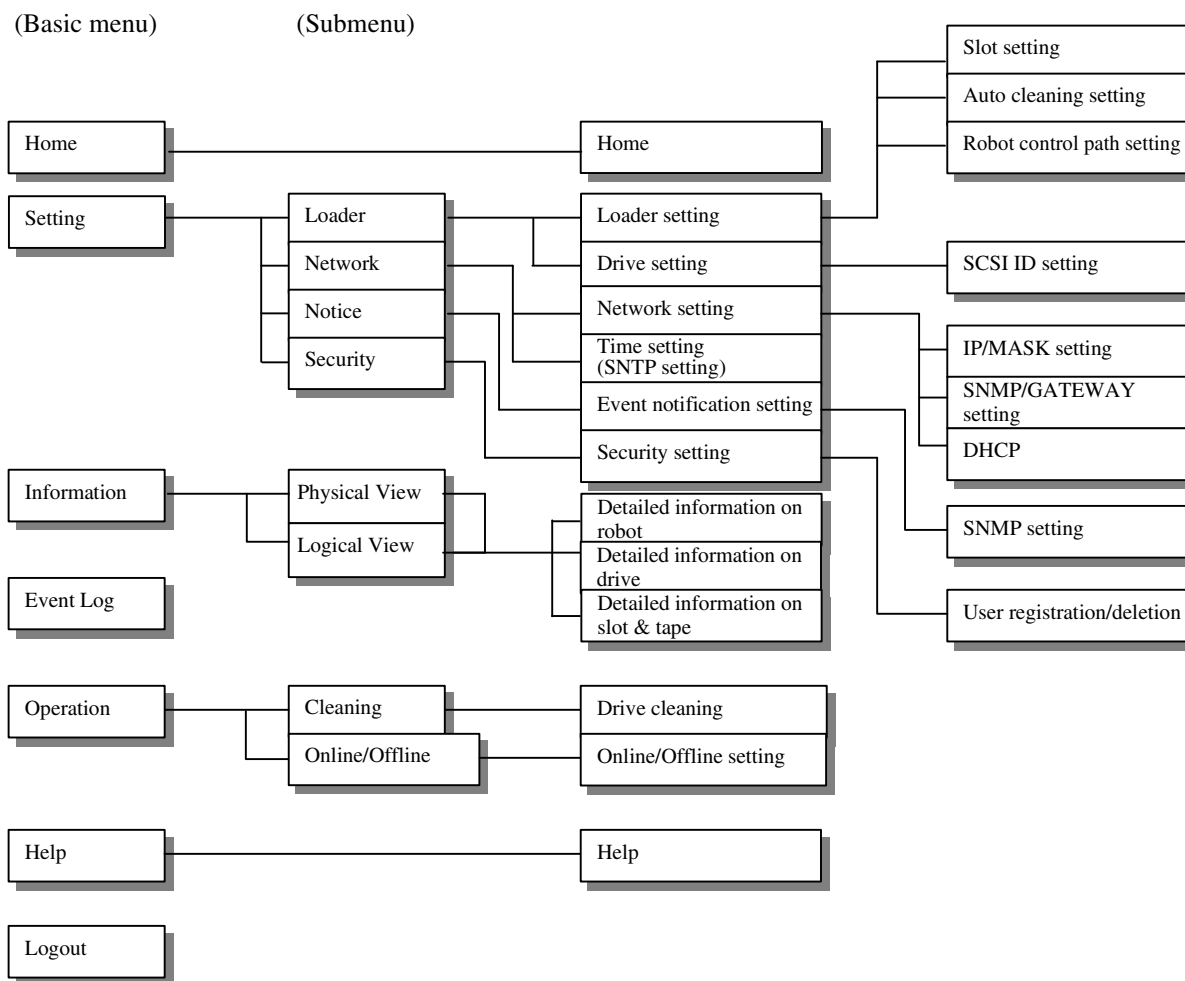 (Basic menu)
(Submenu)
Slot setting
Auto cleaning setting
Robot control path setting
Home
Home
Setting
Loader
Network
Notice
Security
Loader setting
Drive setting
Network setting
Time setting
(SNTP setting)
Event notification setting
Security setting
SCSI ID setting
IP/MASK setting
SNMP/GATEWAY
setting
DHCP
SNMP setting
User registration/deletion
Information
Physical View
Logical View
Detailed information on
robot
Detailed information on
drive
Detailed information on
slot & tape
Event Log
Operation
Cleaning
Online/Offline
Drive cleaning
Online/Offline setting
Help
Help
Logout